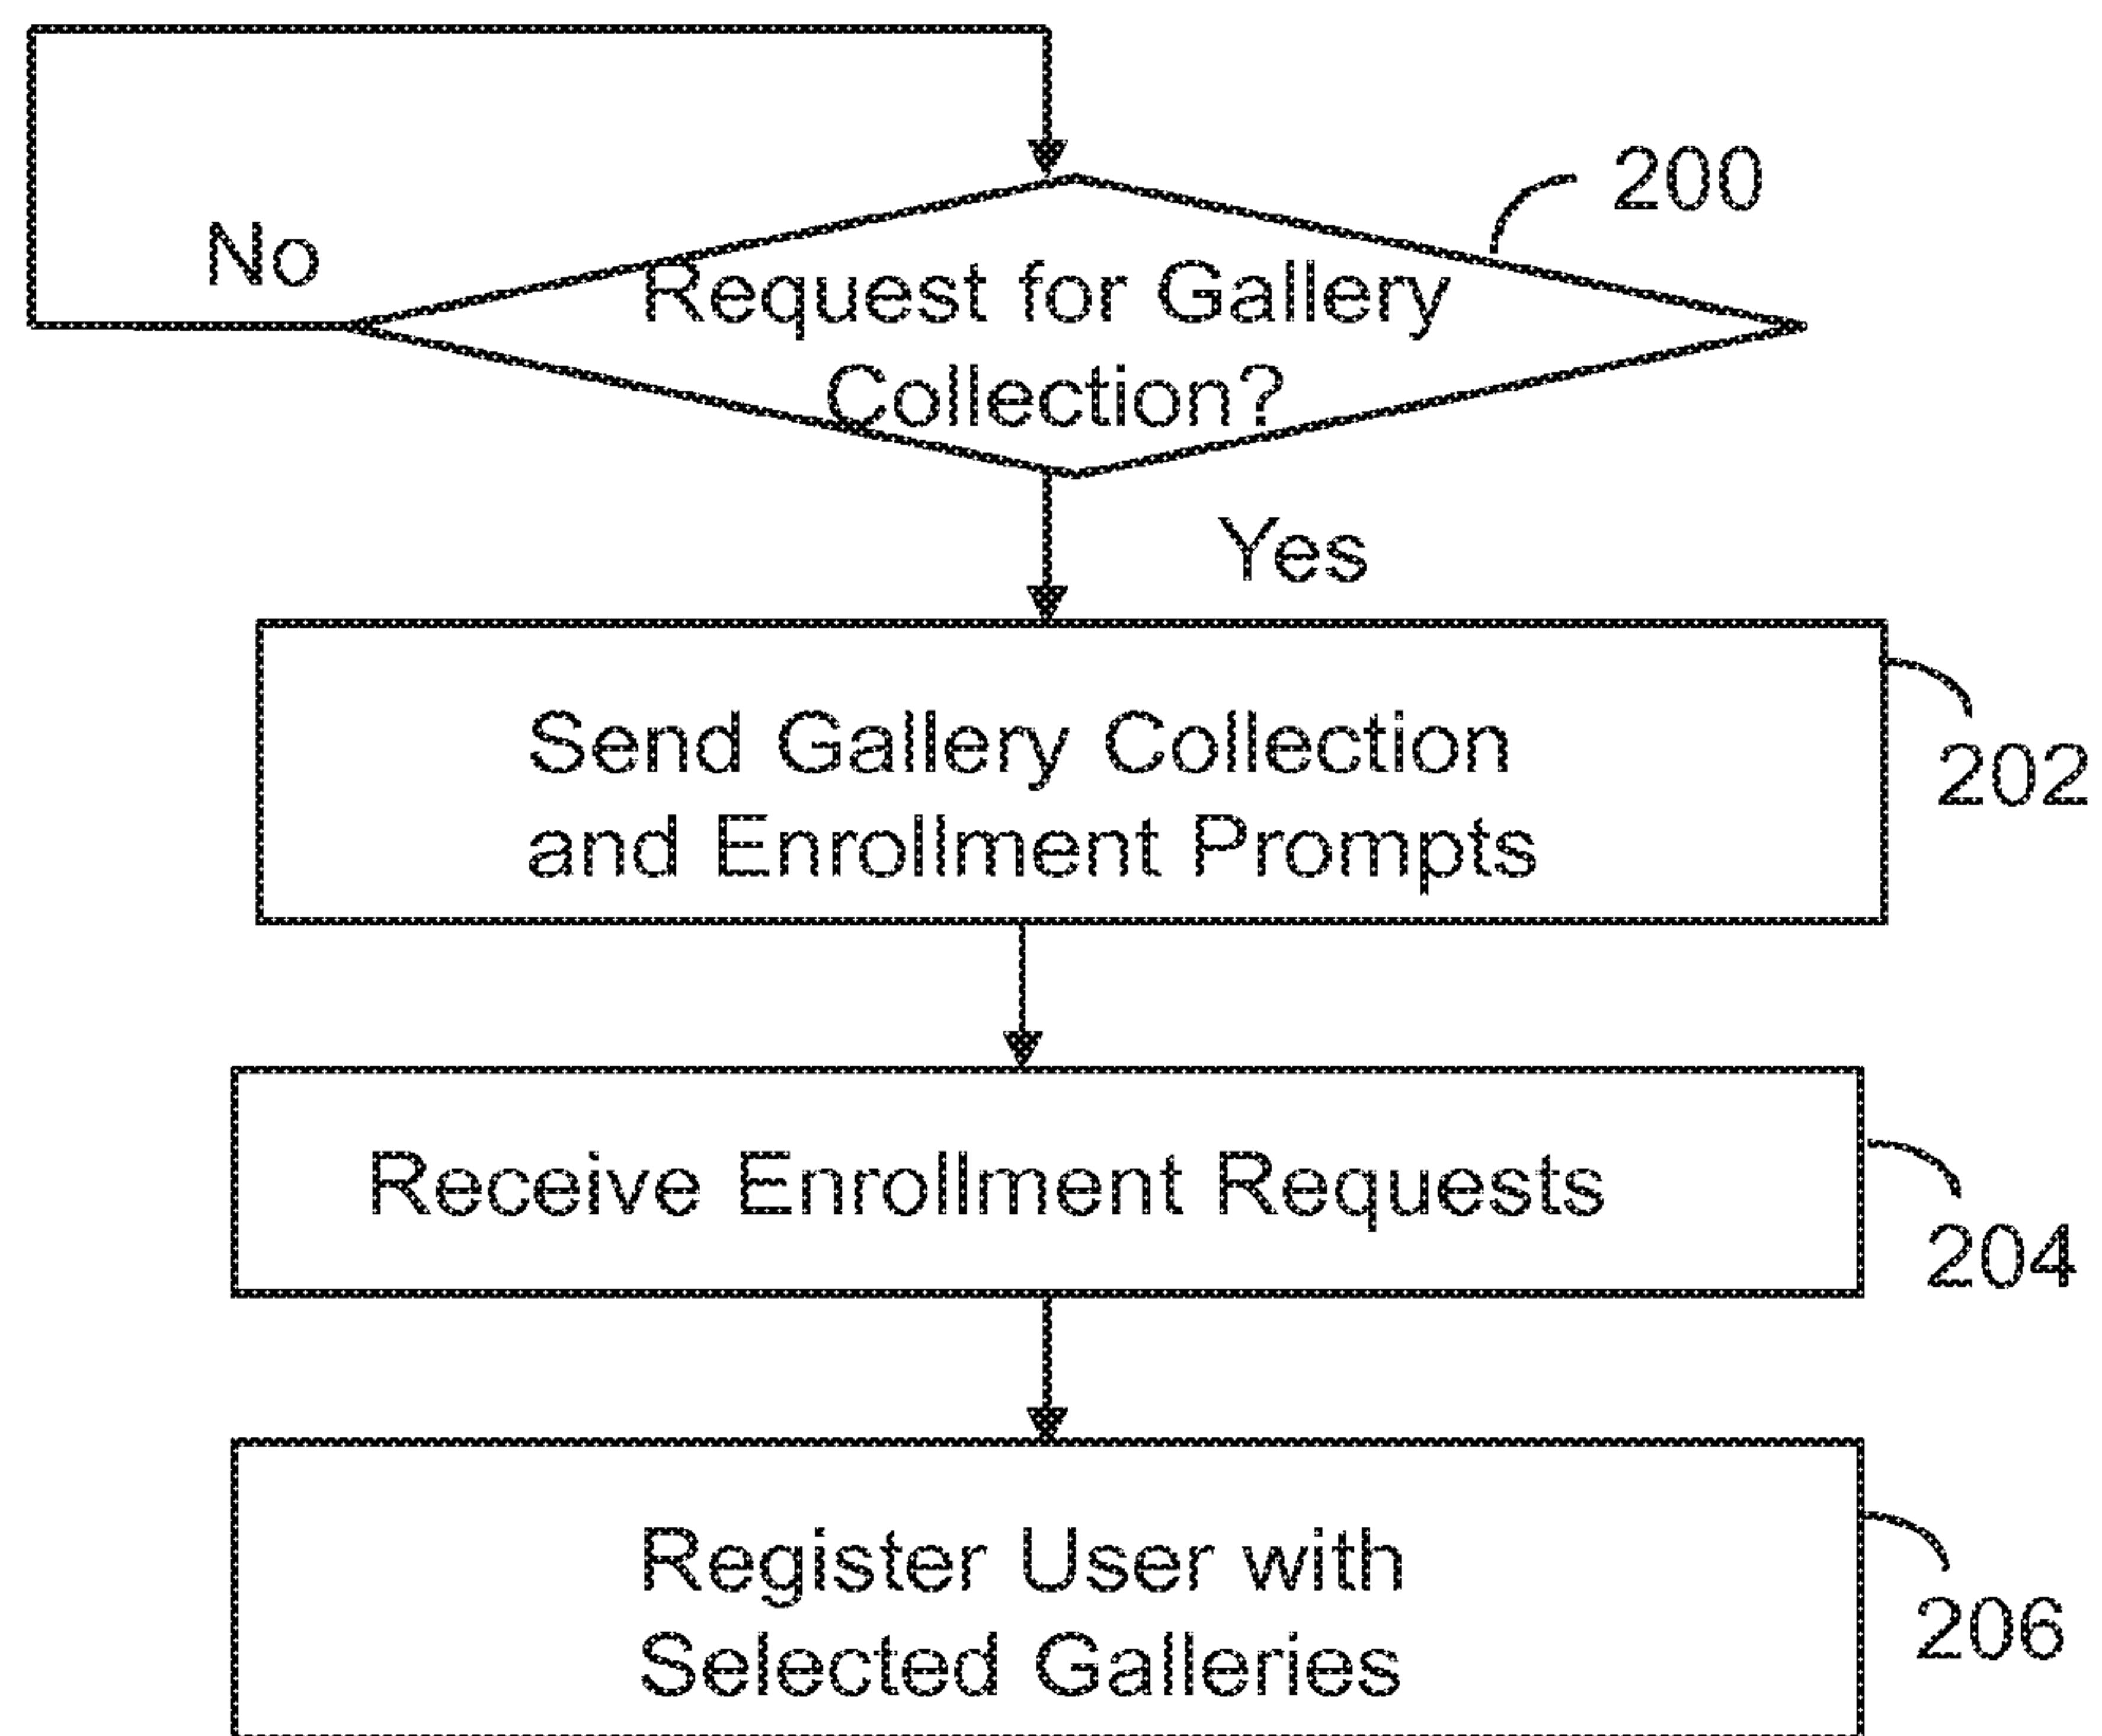 200
No
Request for Gallery
Collection?
Yes
Send Gallery Collection
and Enrollment Prompts
202
Receive Enrollment Requests
204
Register User with
Selected Galleries
206